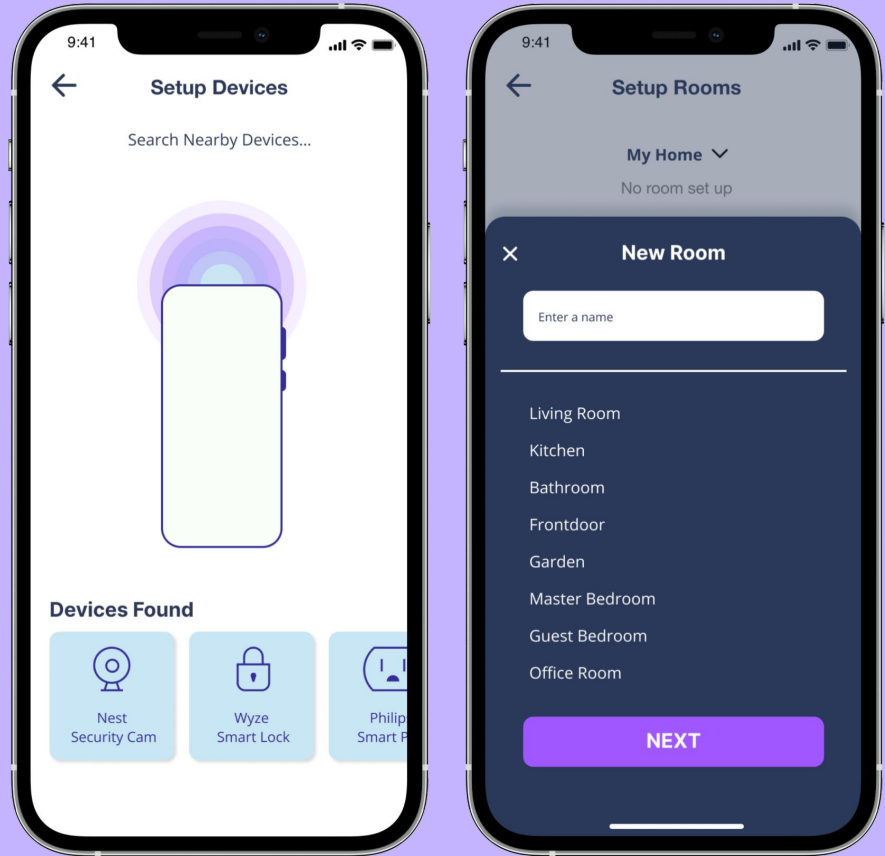 9:41
Setup Devices
Search Nearby Devices...
Devices Found
Nest
Security Cam
Wyze
Smart Lock
Philips
Smart P
9:41
Setup Rooms
My Home
No room set up
New Room
Enter a name
Living Room
Kitchen
Bathroom
Frontdoor
Garden
Master Bedroom
Guest Bedroom
Office Room
NEXT